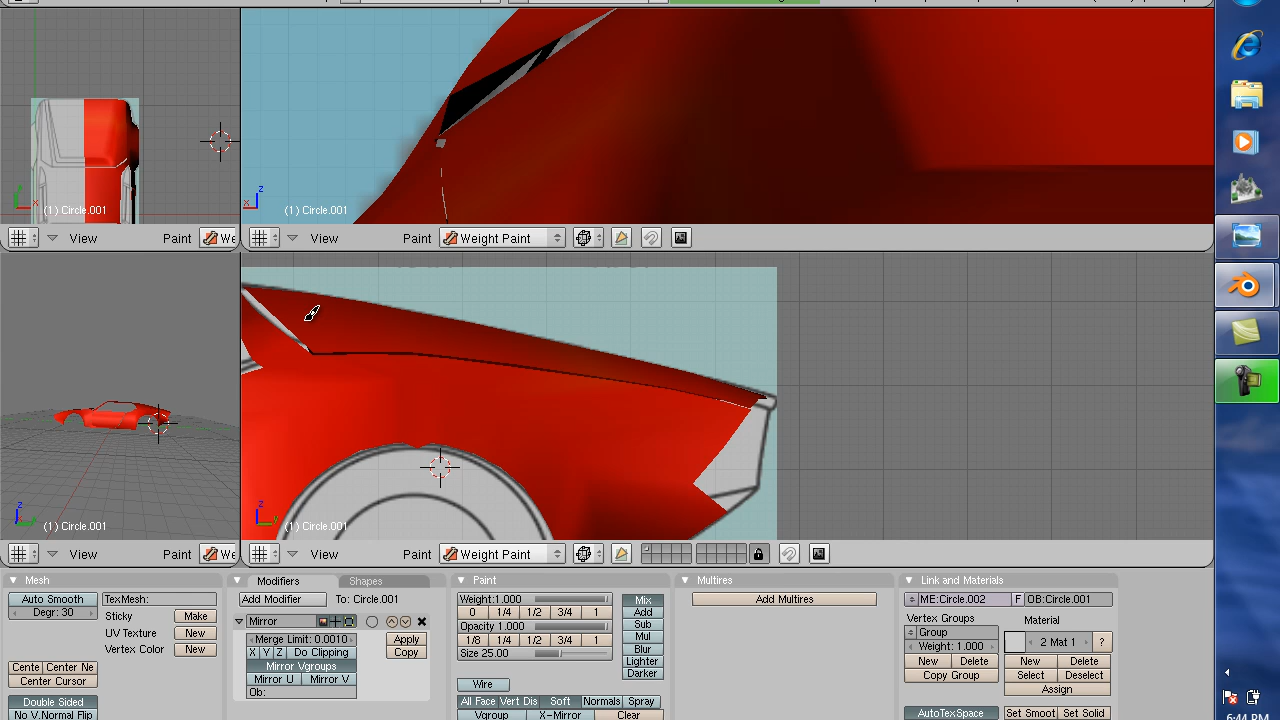 x
(1) Circle.001
z
x
(1) Circle.001
View
Paint
We
View
Paint
Weight Paint
z
y
(1) Circle.001
z
y
(1) Circle.001
View
Paint
We
View
Paint
Weight Paint
Mesh
Auto Smooth
Degr: 30
TexMesh:
Sticky
Make
UV Texture
New
Vertex Color
New
Cente
Center Ne
Center Cursor
Double Sided
No V.Normal Flip
Modifiers
Shapes
Add Modifier
To: Circle.001
Mirror
Merge Limit: 0.0010
Apply
X
Y
Z
Do Clipping
Copy
Mirror Vgroups
Mirror U
Mirror V
Ob:
Paint
Weight:1.000
0
1/4
1/2
3/4
1
Opacity 1.000
1/8
1/4
1/2
3/4
1
Size 25.00
Mix
Add
Sub
Mul
Blur
Lighter
Darker
Wire
All Face
Vert Dis
Soft
Normals
Spray
Vgroup
X-Mirror
Clear
Multires
Add Multires
Link and Materials
ME:Circle.002
F
OB:Circle.001
Vertex Groups
Material
Group
2 Mat 1
?
Weight: 1.000
New
Delete
New
Delete
Copy Group
Select
Deselect
Assign
AutoTexSpace
Set Smoot
Set Solid
6:44 PM